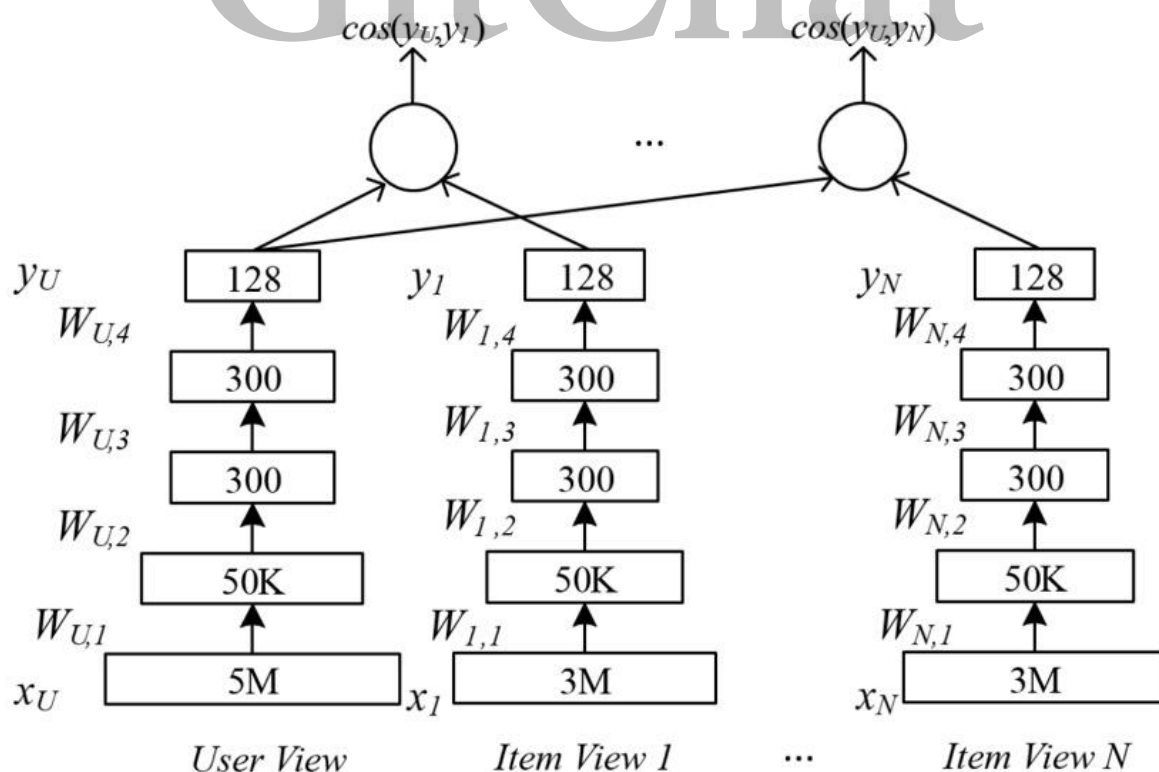 GitChat
cos(yU,y1) cos(yU,yN)
...
yU 128 y1 128 yN 128
WU,4 W1,4 WN,4
300 300 300
WU,3 W1,3 WN,3
300 300 300
WU,2 W1,2 WN,2
50K 50K 50K
WU,1 W1,1 WN,1
xU 5M x1 3M xN 3M
User View Item View 1 ... Item View N